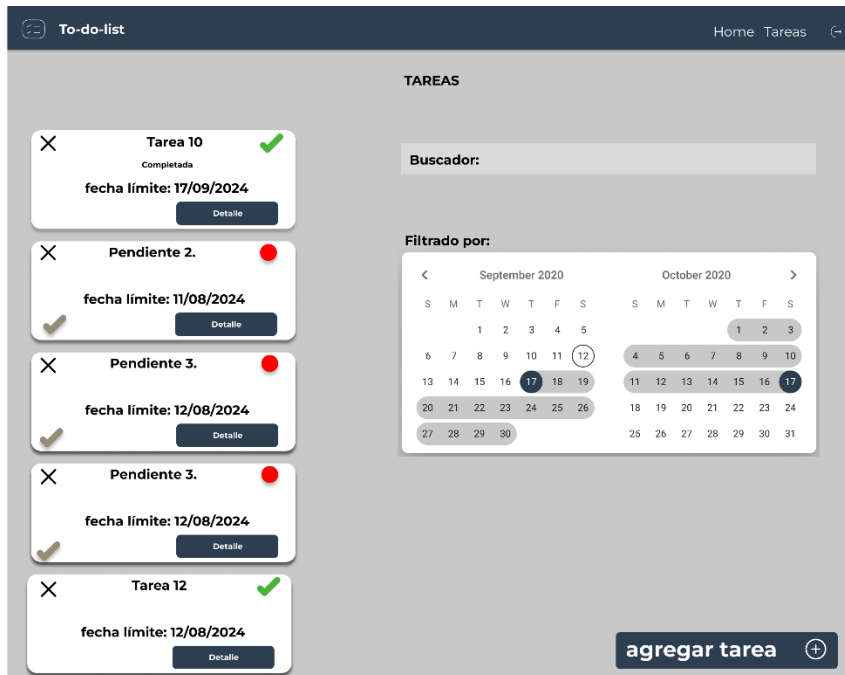 To-do-list
Home Tareas
TAREAS
Tarea 10
Completada
fecha límite: 17/09/2024
Detalle
Pendiente 2.
fecha límite: 11/08/2024
Detalle
Pendiente 3.
fecha límite: 12/08/2024
Detalle
Pendiente 3.
fecha límite: 12/08/2024
Detalle
Tarea 12
fecha límite: 12/08/2024
Detalle
Buscador:
Filtrado por:
September 2020
S M T W T F S
1 2 3 4 5
6 7 8 9 10 11 12
13 14 15 16 17 18 19
20 21 22 23 24 25 26
27 28 29 30
October 2020
S M T W T F S
1 2 3
4 5 6 7 8 9 10
11 12 13 14 15 16 17
18 19 20 21 22 23 24
25 26 27 28 29 30 31
agregar tarea